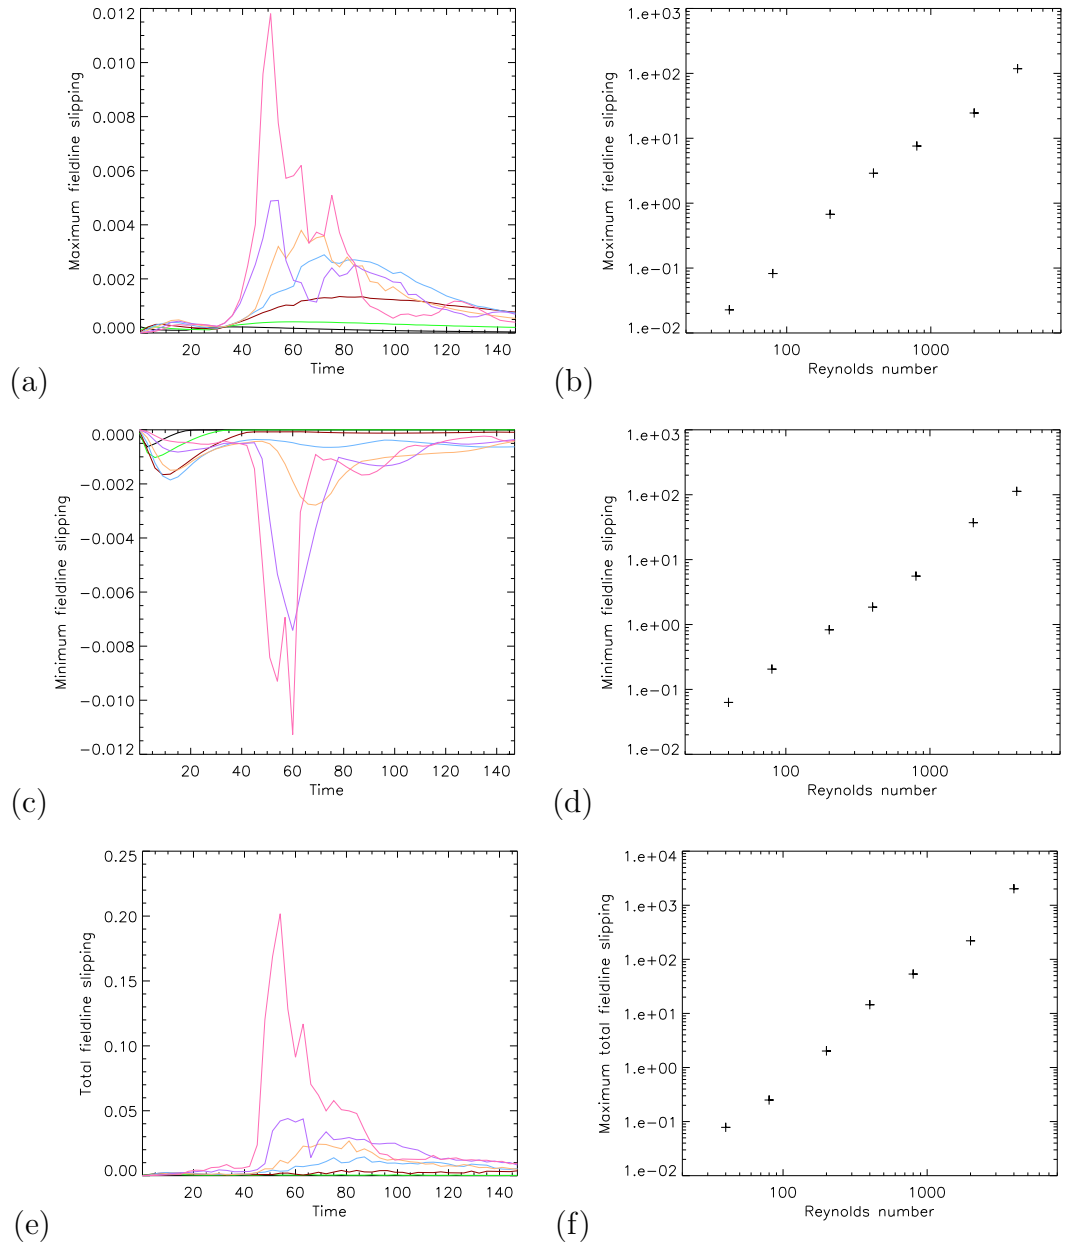 0.012
0.010
0.008
0.006
0.004
0.002
0.000
Maximum fieldline slipping
20 40 60 80 100 120 140
Time
(a)
1.e+03
1.e+02
1.e+01
1.e+00
1.e-01
1.e-02
Maximum fieldline slipping
100 1000
Reynolds number
(b)
0.000
-0.002
-0.004
-0.006
-0.008
-0.010
-0.012
Minimum fieldline slipping
20 40 60 80 100 120 140
Time
(c)
1.e+03
1.e+02
1.e+01
1.e+00
1.e-01
1.e-02
Minimum fieldline slipping
100 1000
Reynolds number
(d)
0.25
0.20
0.15
0.10
0.05
0.00
Total fieldline slipping
20 40 60 80 100 120 140
Time
(e)
1.e+04
1.e+03
1.e+02
1.e+01
1.e+00
1.e-01
1.e-02
Maximum total fieldline slipping
100 1000
Reynolds number
(f)